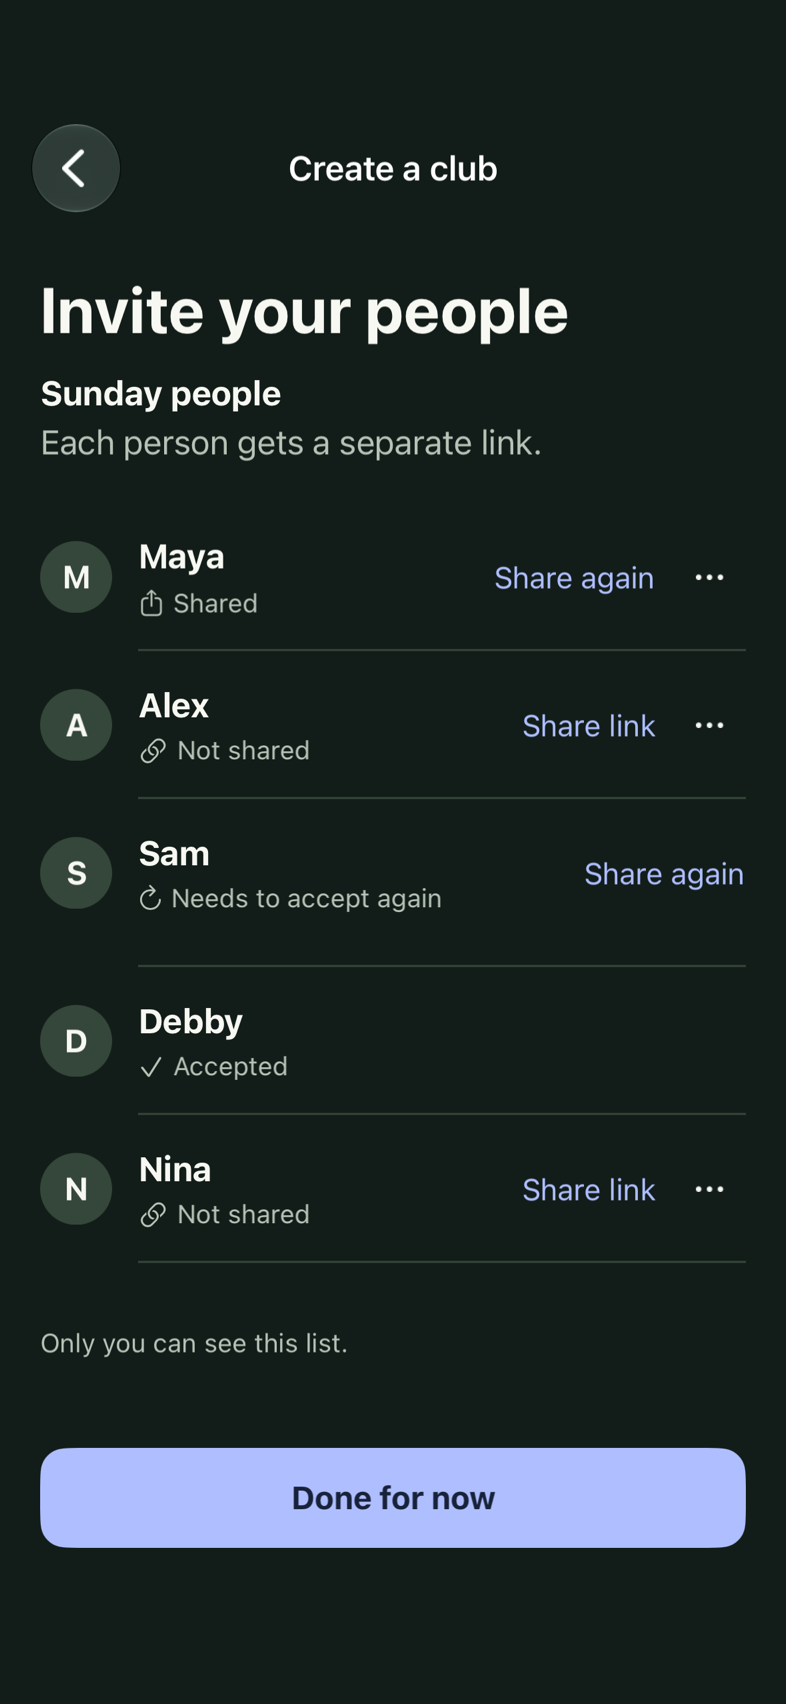 Create a club
Invite your people
Sunday people
Each person gets a separate link.
M
Maya
Shared
Share again
A
Alex
Not shared
Share link
S
Sam
Needs to accept again
Share again
D
Debby
Accepted
N
Nina
Not shared
Share link
Only you can see this list.
Done for now